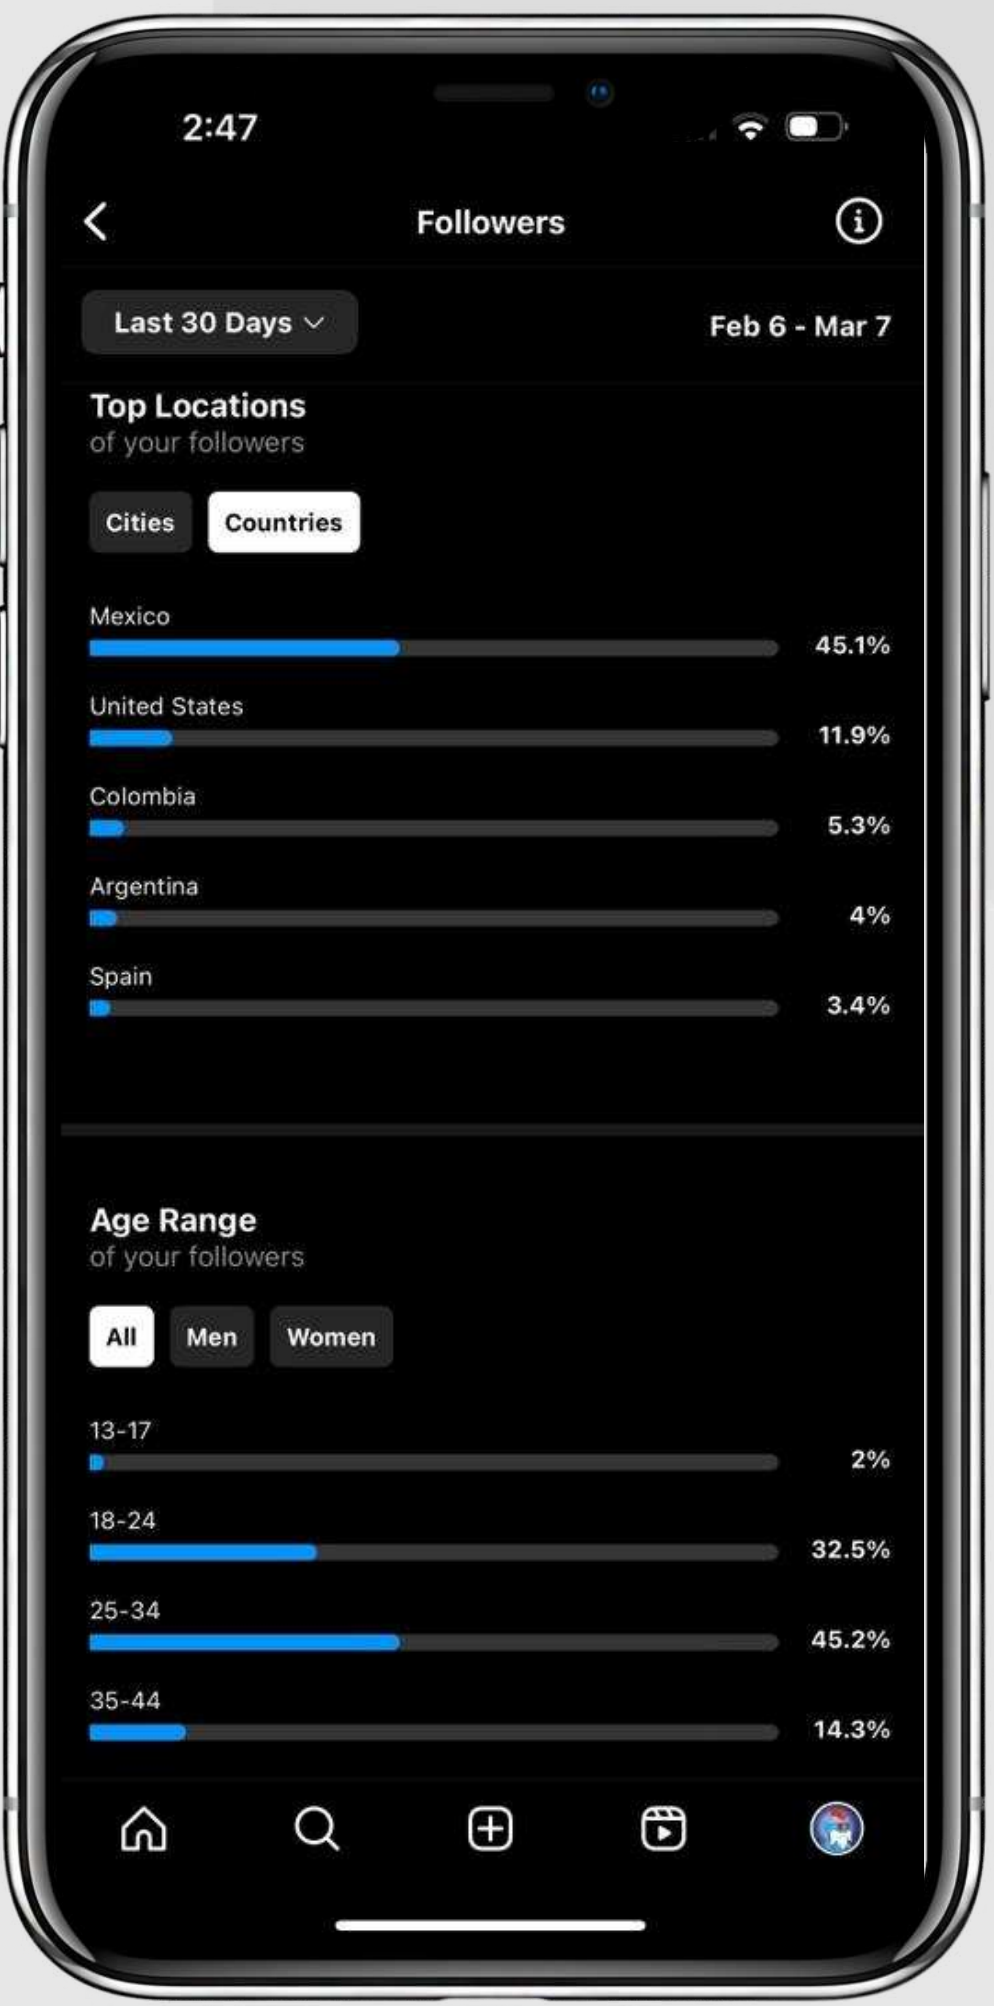 2:47
Followers
Last 30 Days
Feb 6 - Mar 7
Top Locations
of your followers
Cities
Countries
Mexico
45.1%
United States
11.9%
Colombia
5.3%
Argentina
4%
Spain
3.4%
Age Range
of your followers
All
Men
Women
13-17
2%
18-24
32.5%
25-34
45.2%
35-44
14.3%